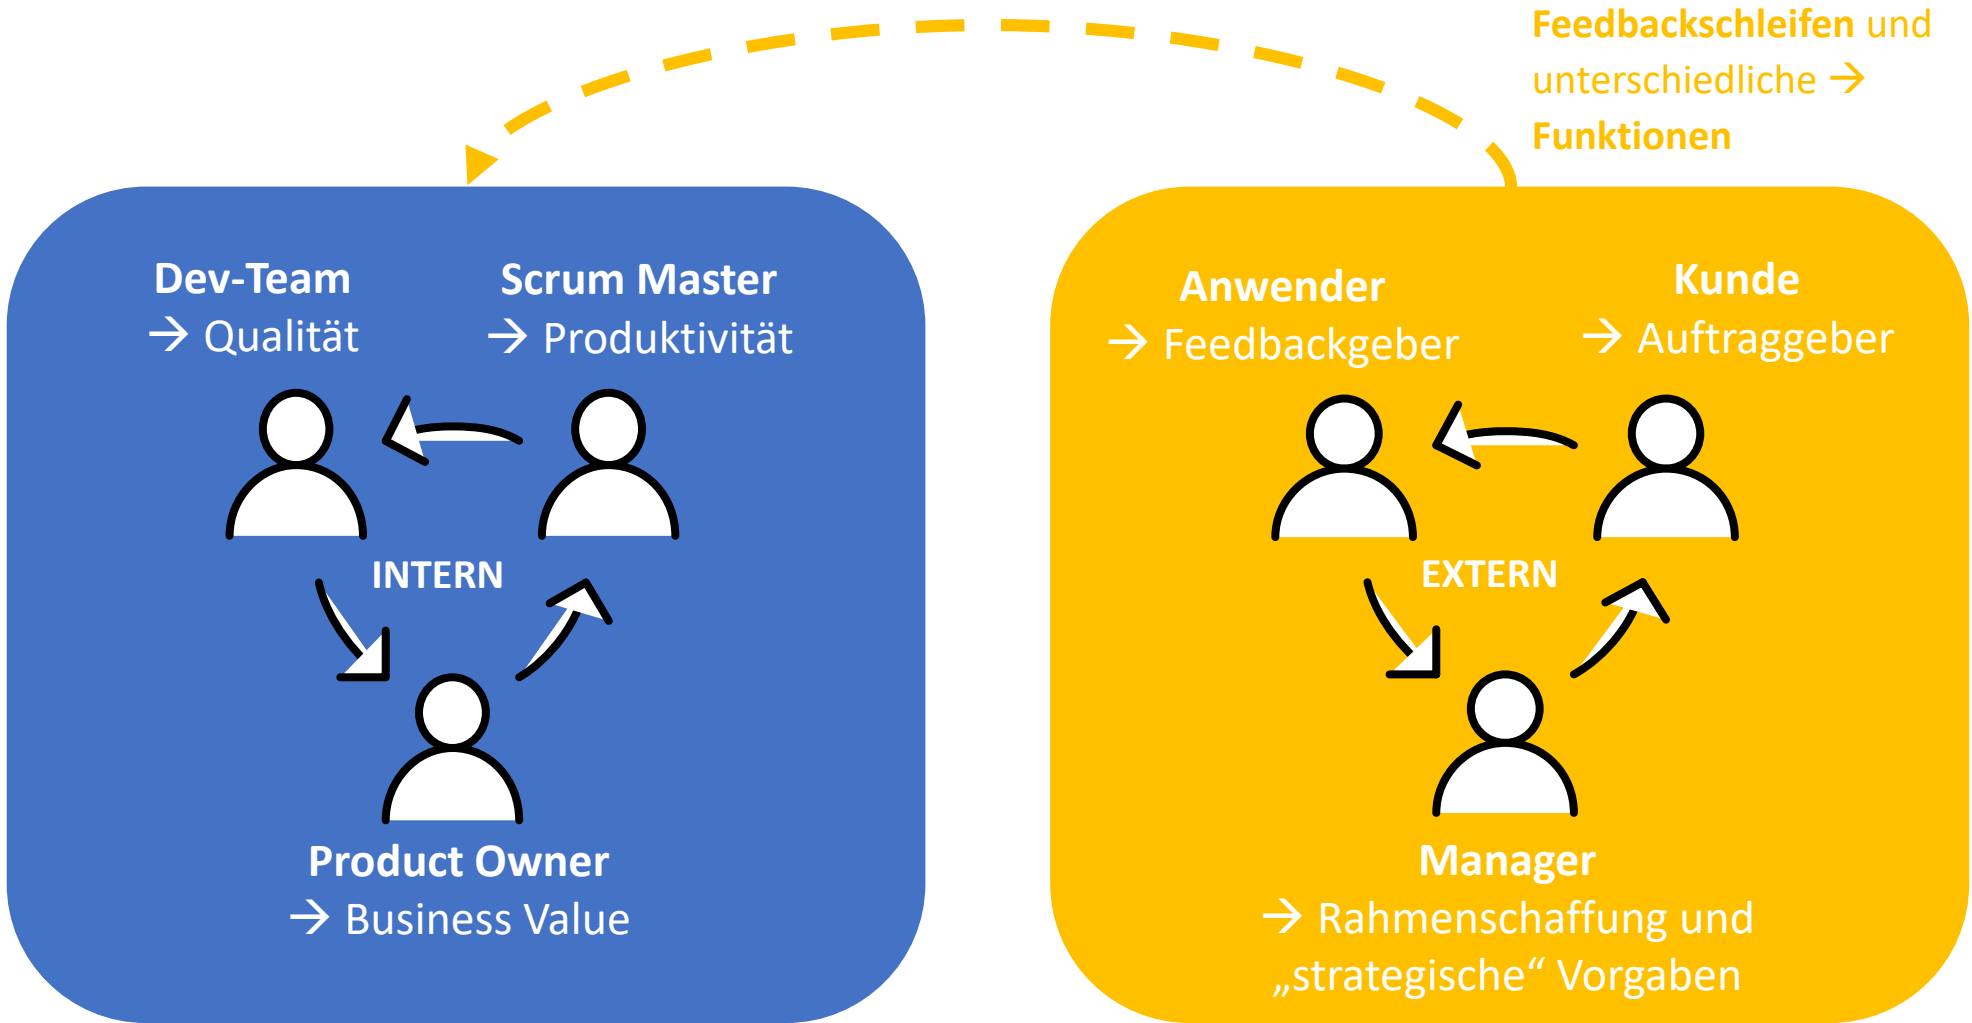 Feedbackschleifen und
unterschiedliche →
Funktionen
Dev-Team
→ Qualität
Scrum Master
→ Produktivität
INTERN
Product Owner
→ Business Value
Anwender
→ Feedbackgeber
Kunde
→ Auftraggeber
EXTERN
Manager
→ Rahmenschaffung und
„strategische“ Vorgaben